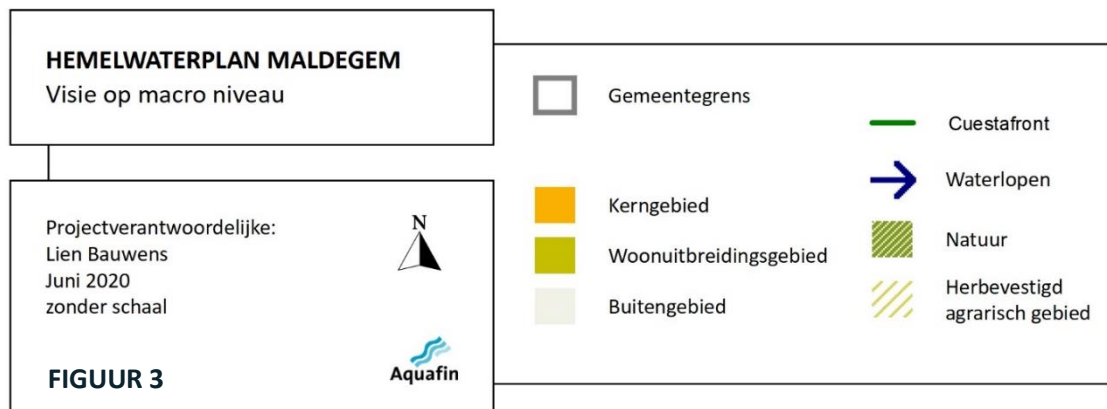 HEMELWATERPLAN MALDEGEM
Visie op macro niveau
Projectverantwoordelijke:
Lien Bauwens
Juni 2020
zonder schaal
N
FIGUUR 3
Aquafin
Gemeentegrens
Kerngebied
Woonuitbreidingsgebied
Buitengebied
Cuestafront
Waterlopen
Natuur
Herbevestigd
agrarisch gebied